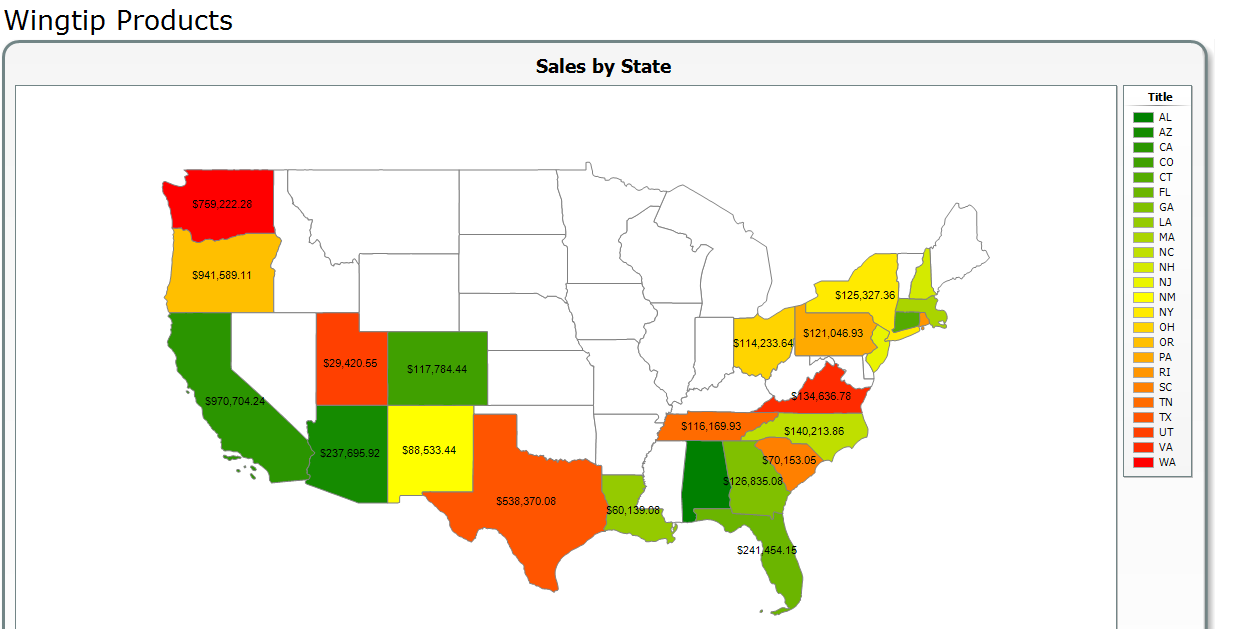 Wingtip Products
Sales by State
Title
AL
AZ
CA
CO
CT
FL
GA
LA
MA
NC
NH
NJ
NM
NY
OH
OR
PA
RI
SC
TN
TX
UT
VA
WA
$759,222.28
$941,589.11
$125,327.36
$121,046.93
$114,233.64
$29,420.55
$117,784.44
$134,636.78
$970,704.24
$116,169.93
$140,213.86
$237,696.92
$88,533.44
$70,153.05
$126,835.08
$538,370.08
$60,139.08
$241,454.15